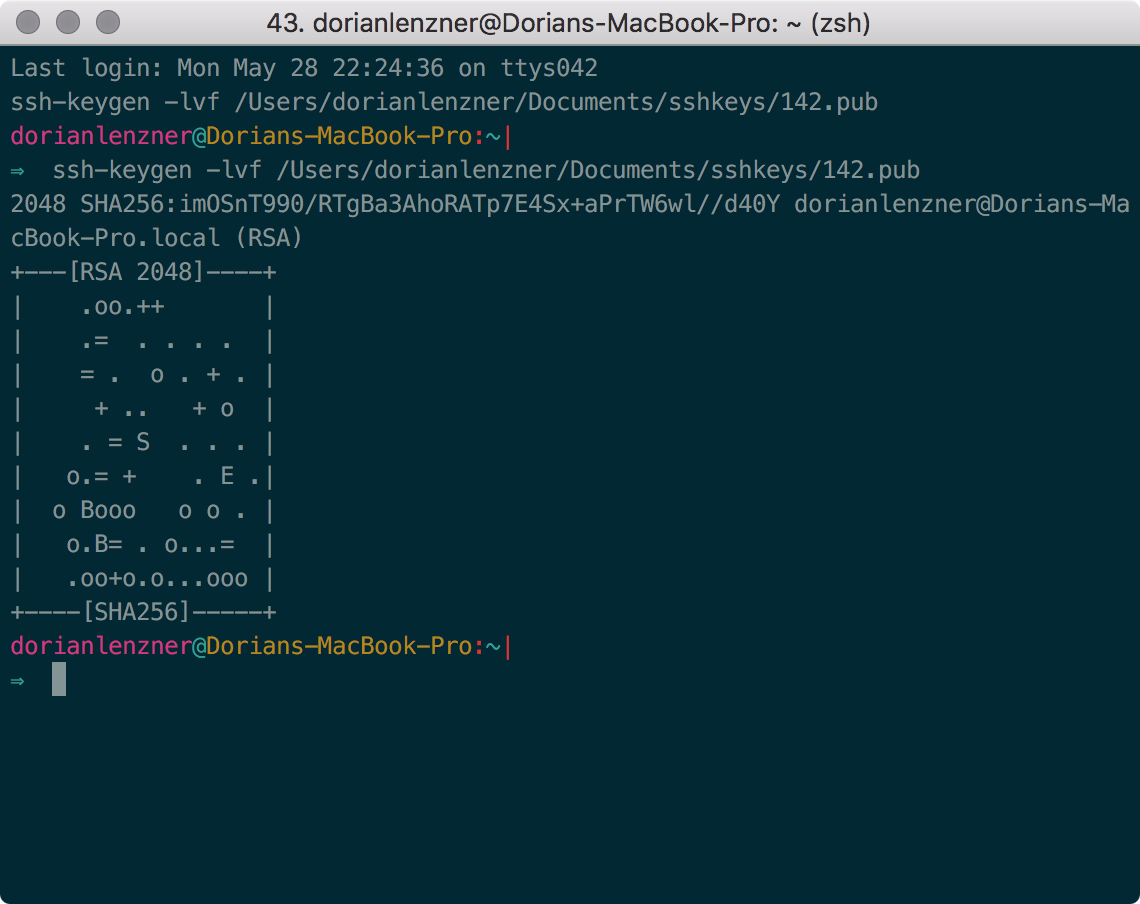 43. dorianlenzner@Dorians-MacBook-Pro: ~ (zsh)
Last login: Mon May 28 22:24:36 on ttys042
ssh-keygen -lvf /Users/dorianlenzner/Documents/sshkeys/142.pub
dorianlenzner@Dorians-MacBook-Pro:~|
⇒  ssh-keygen -lvf /Users/dorianlenzner/Documents/sshkeys/142.pub
2048 SHA256:imOSnT990/RTgBa3AhoRATp7E4Sx+aPrTW6wl//d40Y dorianlenzner@Dorians-Ma
cBook-Pro.local (RSA)
+---[RSA 2048]----+
|    .oo.++       |
|    .=  . . . .  |
|    = .  o . + . |
|     + ..   + o  |
|    . = S  . . . |
|   o.= +    . E .|
|  o Booo   o o . |
|   o.B= . o...=  |
|   .oo+o.o...ooo |
+----[SHA256]-----+
dorianlenzner@Dorians-MacBook-Pro:~|
⇒